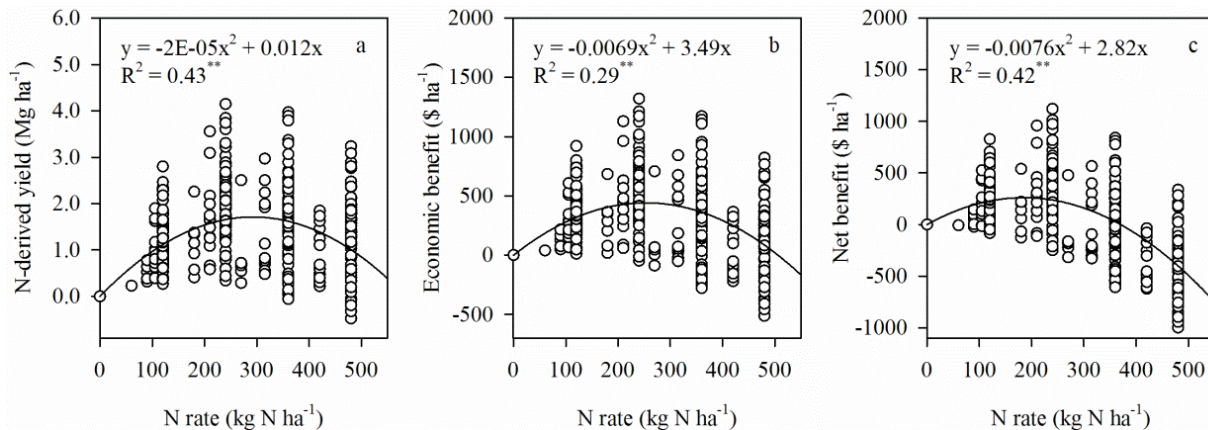 6.0
5.0
4.0
3.0
2.0
1.0
0.0
N-derived yield (Mg ha⁻¹)
y = -2E-05x² + 0.012x
a
R² = 0.43**
0 100 200 300 400 500
N rate (kg N ha⁻¹)
2000
1500
1000
500
0
-500
Economic benefit ($ ha⁻¹)
y = -0.0069x² + 3.49x
b
R² = 0.29**
0 100 200 300 400 500
N rate (kg N ha⁻¹)
2000
1500
1000
500
0
-500
-1000
Net benefit ($ ha⁻¹)
y = -0.0076x² + 2.82x
c
R² = 0.42**
0 100 200 300 400 500
N rate (kg N ha⁻¹)